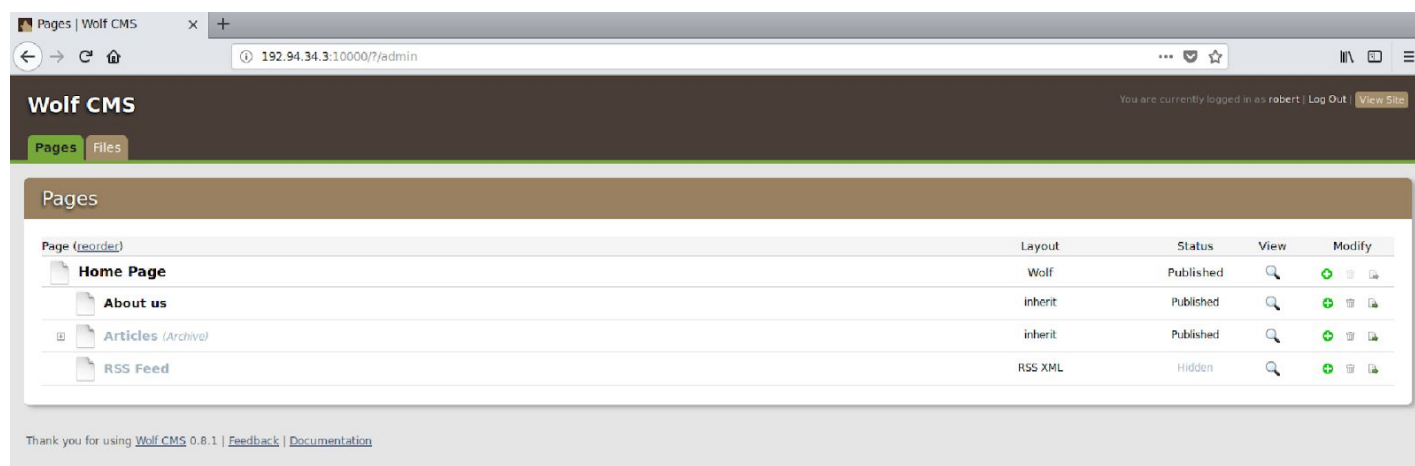 Pages | Wolf CMS
192.94.34.3:10000/?/admin
Wolf CMS
You are currently logged in as robert | Log Out | View Site
Pages Files
Pages
Page (reorder) Layout Status View Modify
Home Page Wolf Published
About us inherit Published
Articles (Archive) inherit Published
RSS Feed RSS XML Hidden
Thank you for using Wolf CMS 0.8.1 | Feedback | Documentation